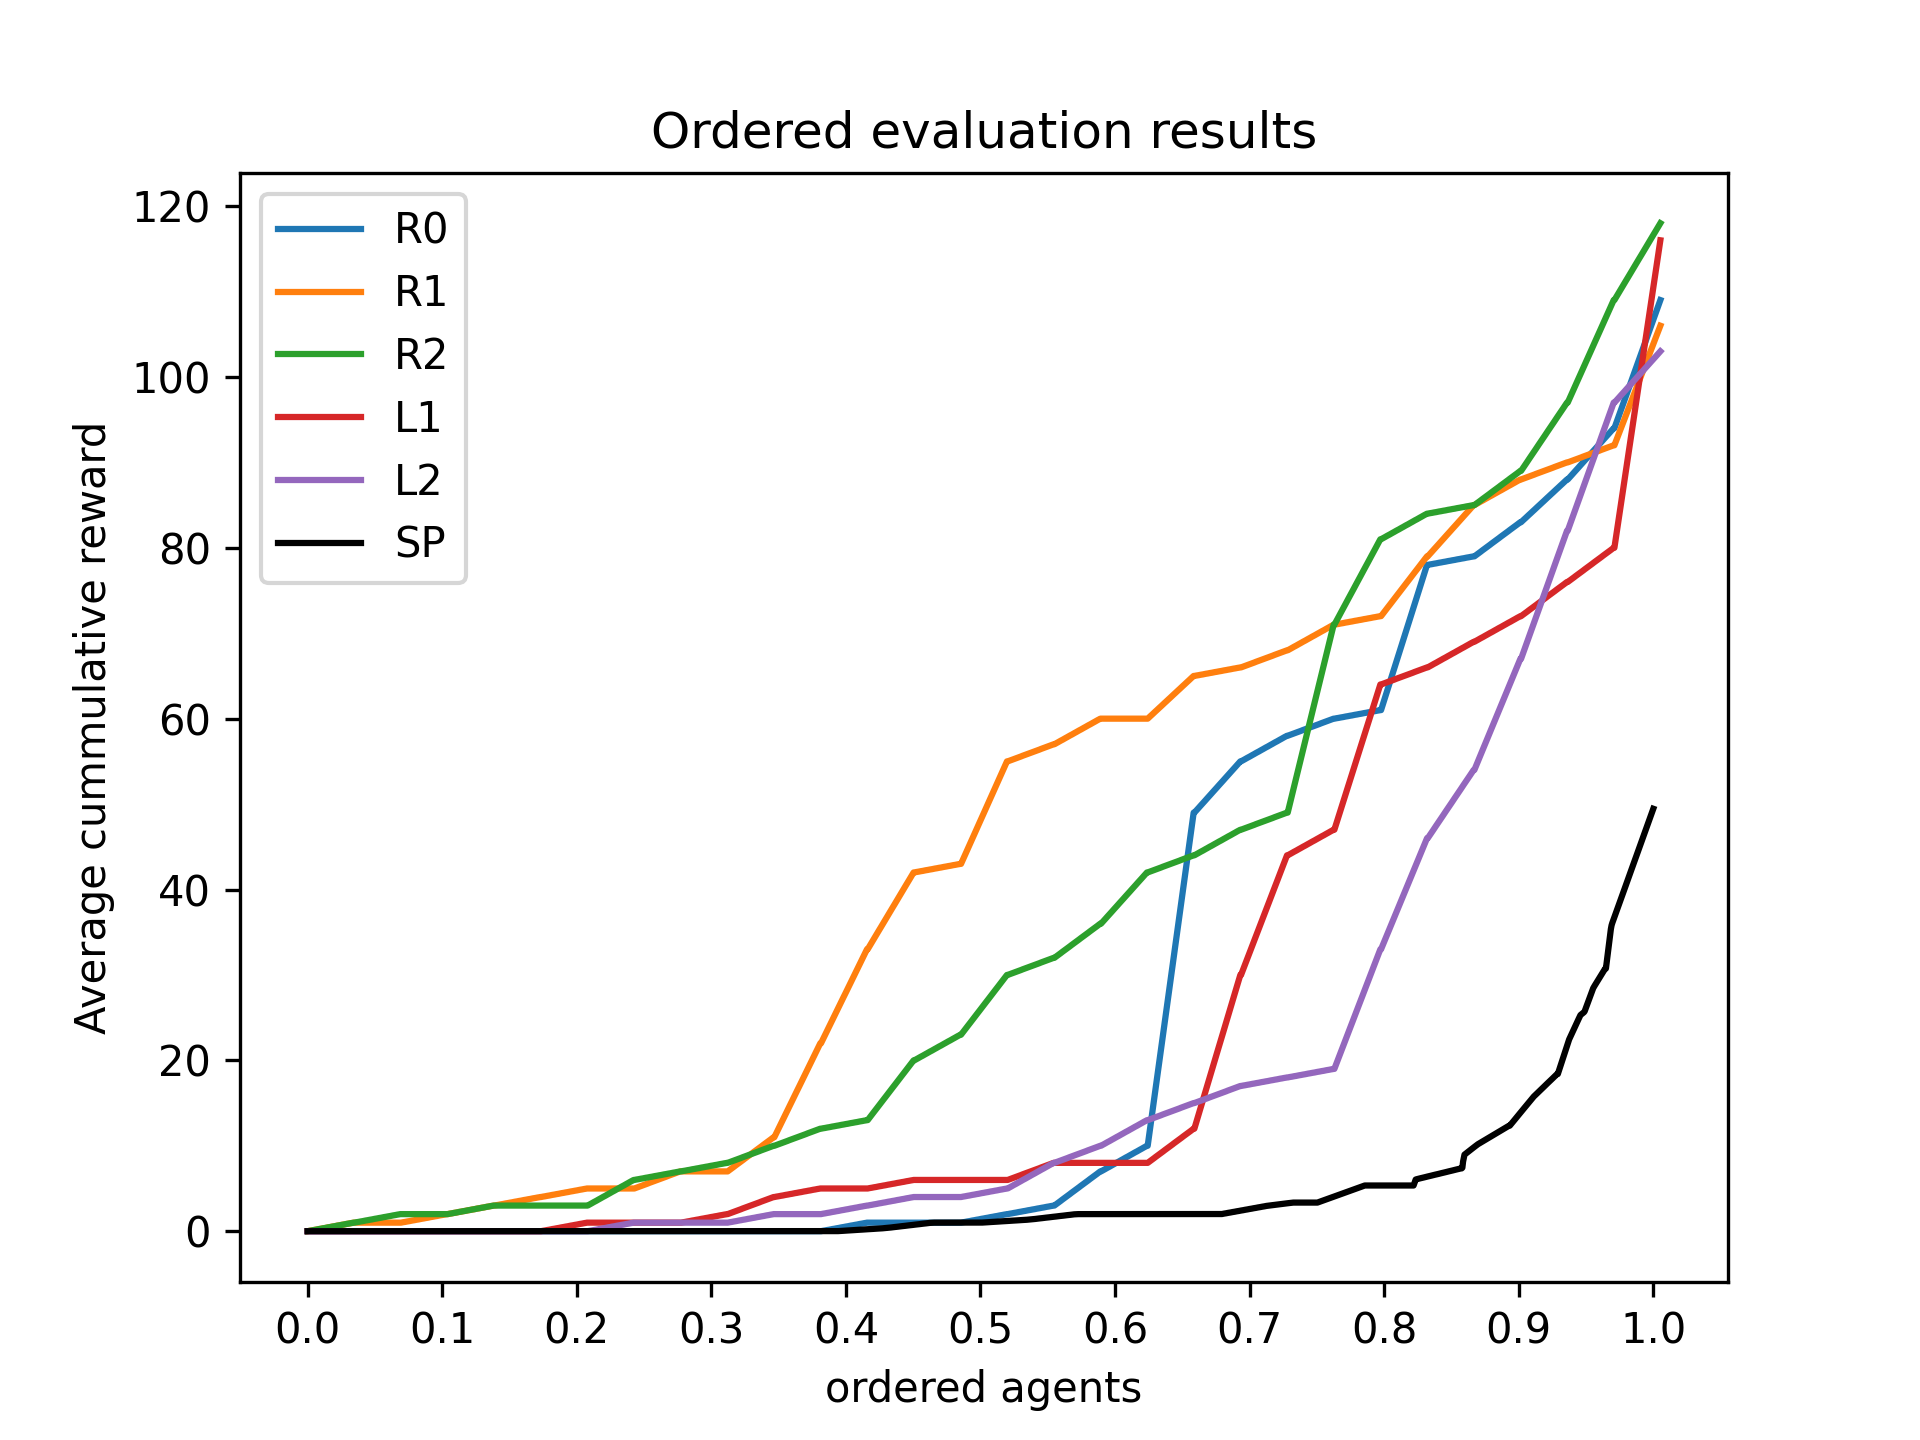 Ordered evaluation results
Average cummulative reward
120
100
80
60
40
20
0
R0
R1
R2
L1
L2
SP
0.0 0.1 0.2 0.3 0.4 0.5 0.6 0.7 0.8 0.9 1.0
ordered agents